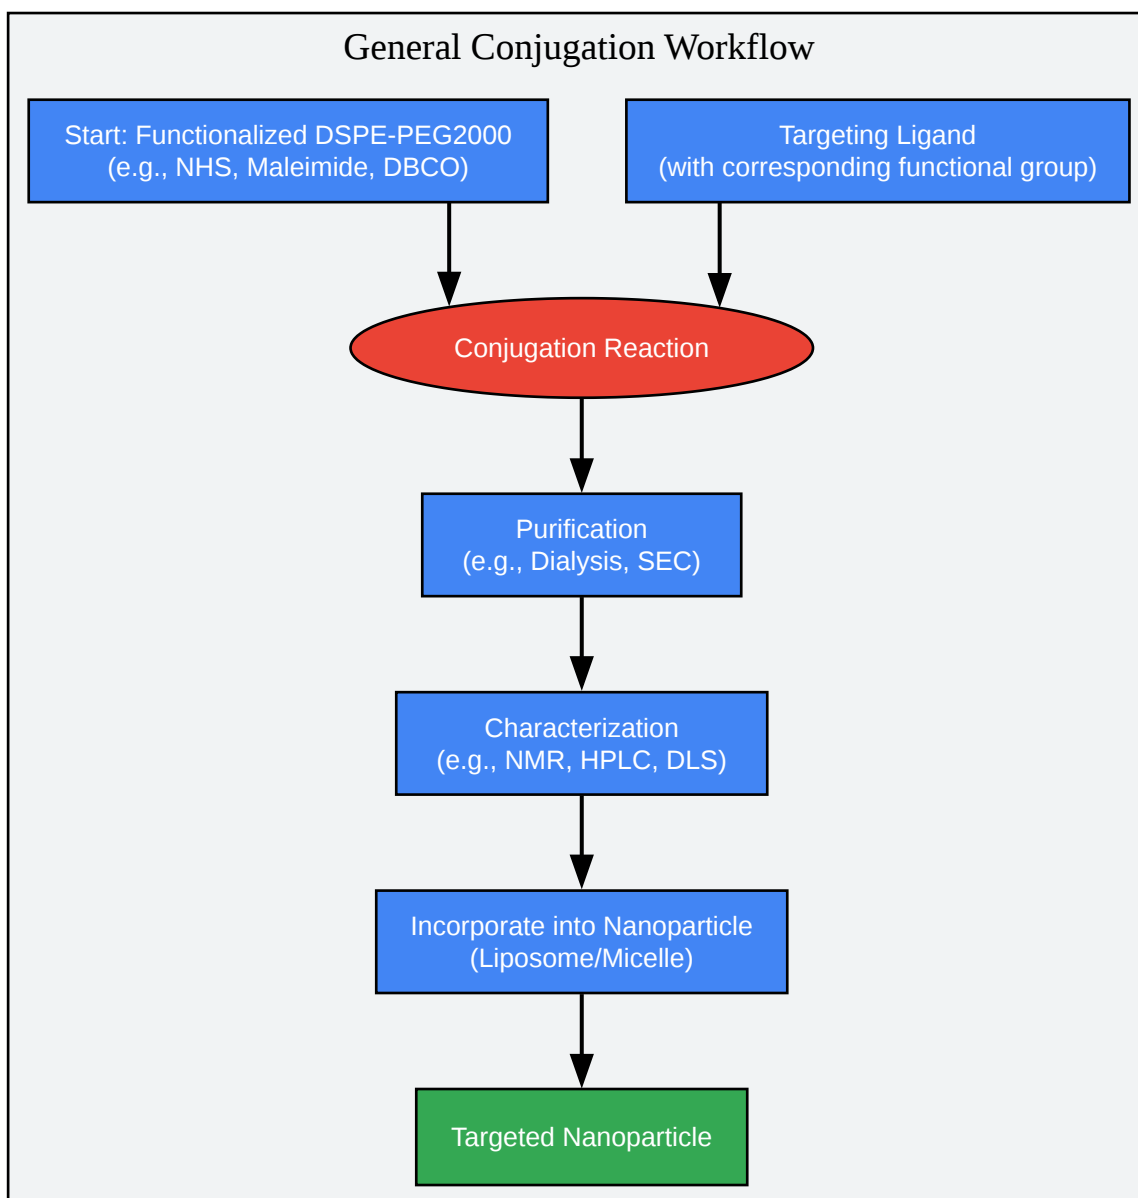 General Conjugation Workflow
Start: Functionalized DSPE-PEG2000
(e.g., NHS, Maleimide, DBCO)
Targeting Ligand
(with corresponding functional group)
Conjugation Reaction
Purification
(e.g., Dialysis, SEC)
Characterization
(e.g., NMR, HPLC, DLS)
Incorporate into Nanoparticle
(Liposome/Micelle)
Targeted Nanoparticle